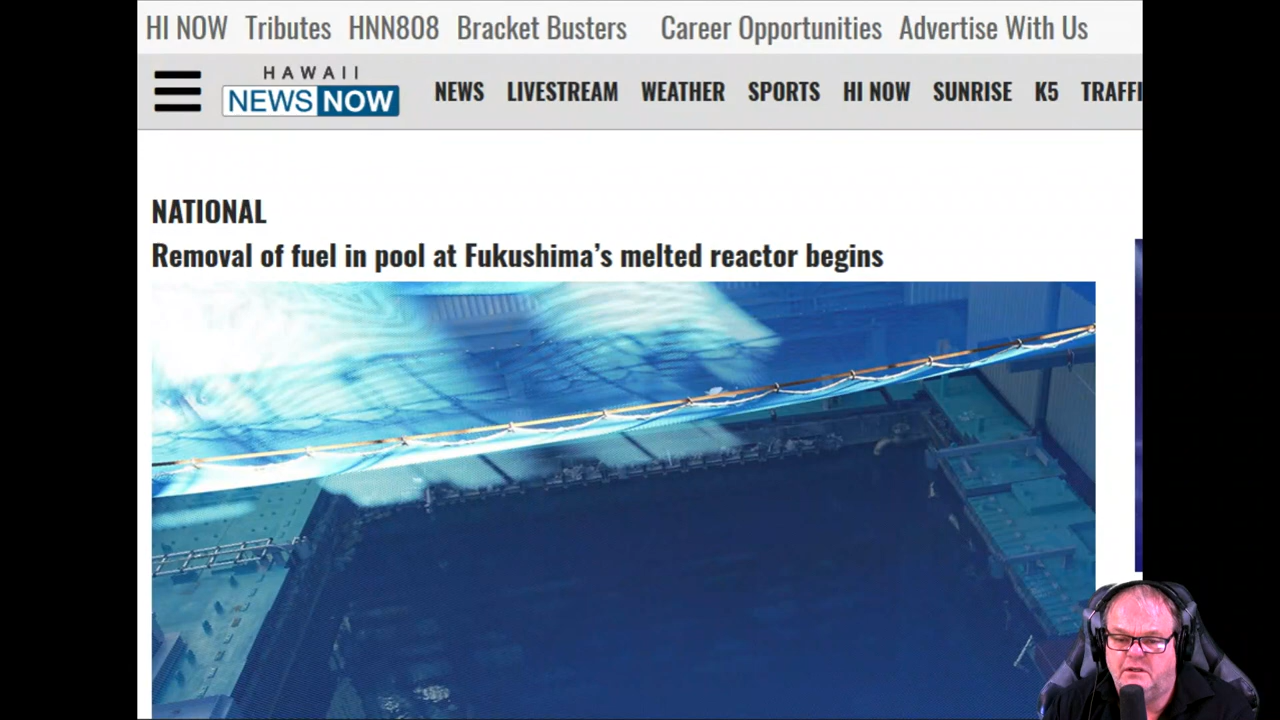 HI NOW Tributes HNN808 Bracket Busters Career Opportunities Advertise With Us
HAWAII
NEWS NOW
NEWS LIVESTREAM WEATHER SPORTS HI NOW SUNRISE K5 TRAFFI
NATIONAL
Removal of fuel in pool at Fukushima's melted reactor begins